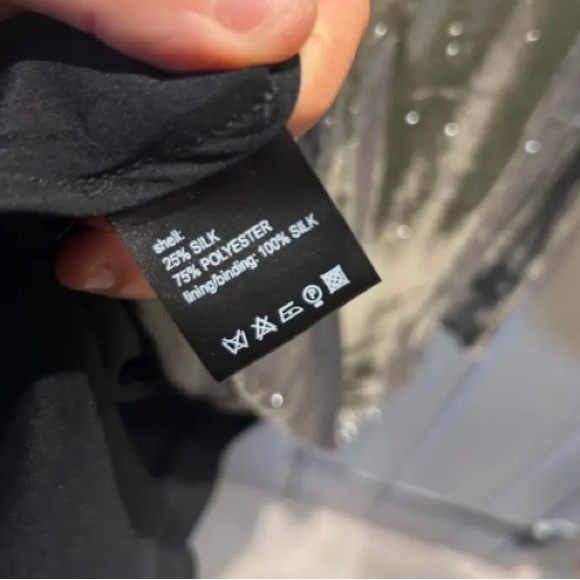 shell:
25% SILK
75% POLYESTER
lining/binding: 100% SILK
P